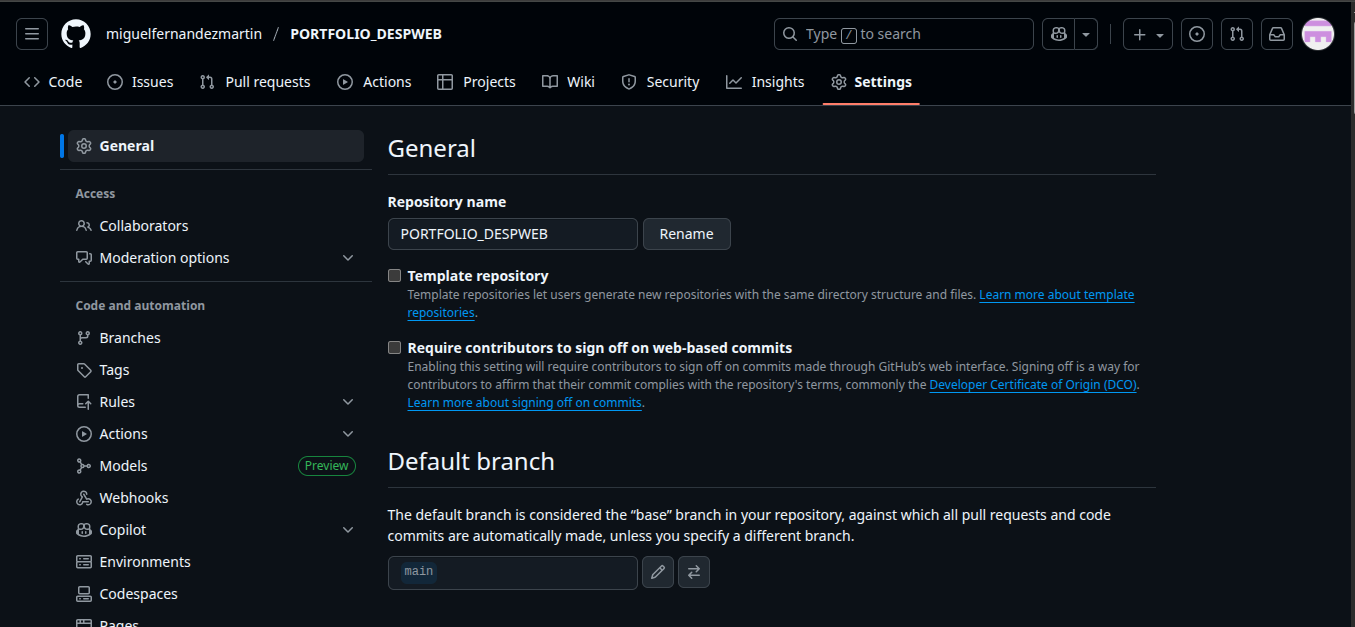 miguelfernandezmartin / PORTFOLIO_DESPWEB
Type / to search
Code
Issues
Pull requests
Actions
Projects
Wiki
Security
Insights
Settings
General
Access
Collaborators
Moderation options
Code and automation
Branches
Tags
Rules
Actions
Models Preview
Webhooks
Copilot
Environments
Codespaces
Pages
General
Repository name
PORTFOLIO_DESPWEB Rename
Template repository
Template repositories let users generate new repositories with the same directory structure and files. Learn more about template
repositories.
Require contributors to sign off on web-based commits
Enabling this setting will require contributors to sign off on commits made through GitHub’s web interface. Signing off is a way for
contributors to affirm that their commit complies with the repository's terms, commonly the Developer Certificate of Origin (DCO).
Learn more about signing off on commits.
Default branch
The default branch is considered the “base” branch in your repository, against which all pull requests and code
commits are automatically made, unless you specify a different branch.
main